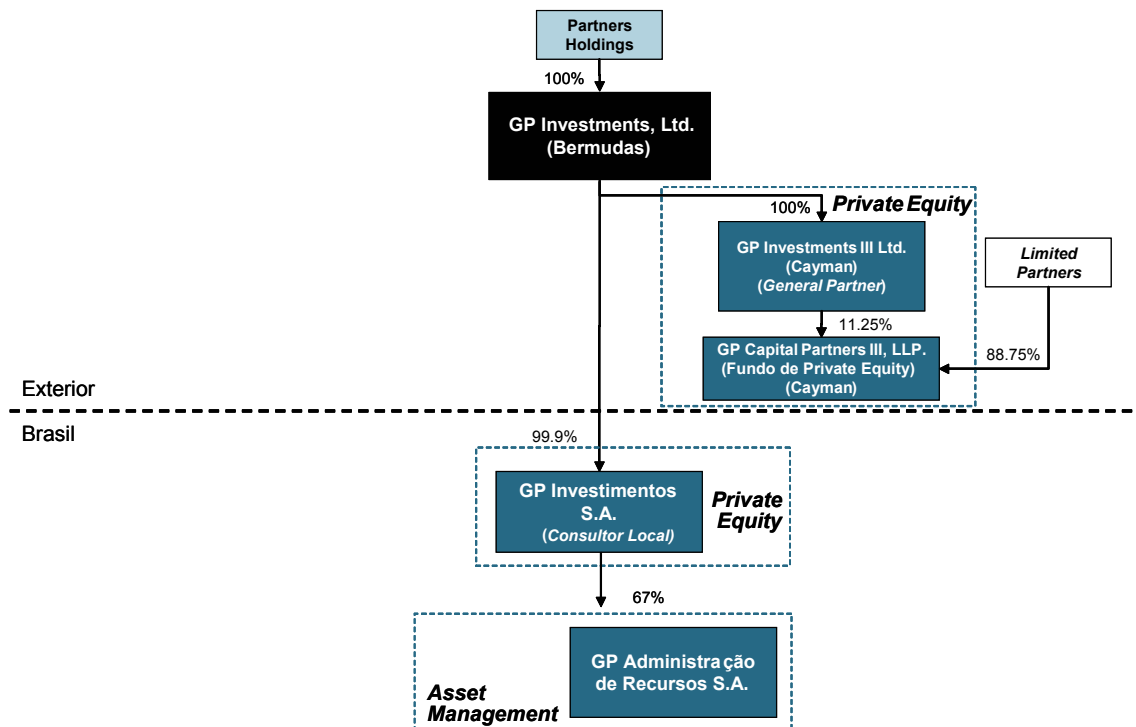 Partners
Holdings
100%
GP Investments, Ltd.
(Bermudas)
Private Equity
100%
GP Investments III Ltd.
(Cayman)
(General Partner)
Limited
Partners
11.25%
GP Capital Partners III, LLP.
(Fundo de Private Equity)
(Cayman)
88.75%
Exterior
Brasil
99.9%
GP Investimentos
S.A.
(Consultor Local)
Private
Equity
67%
GP Administração
de Recursos S.A.
Asset
Management